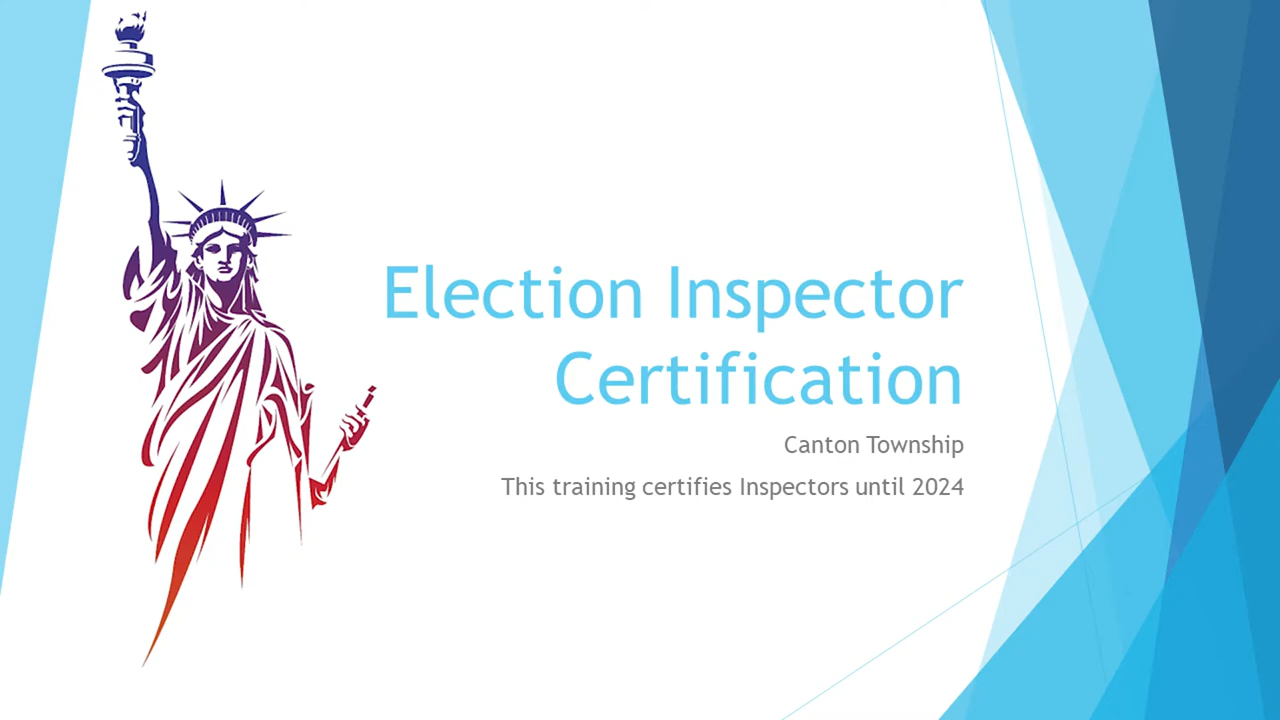 Election Inspector
Certification
Canton Township
This training certifies Inspectors until 2024